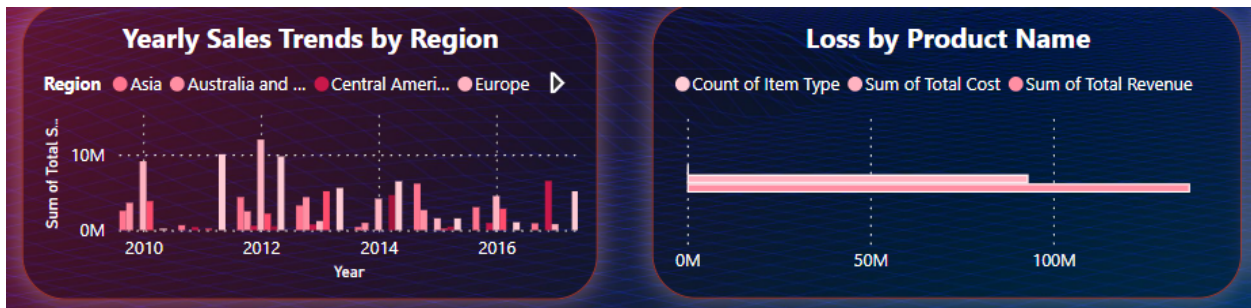 Yearly Sales Trends by Region
Region Asia Australia and ... Central Ameri... Europe
Sum of Total S...
10M
0M
2010 2012 2014 2016
Year
Loss by Product Name
Count of Item Type Sum of Total Cost Sum of Total Revenue
0M 50M 100M